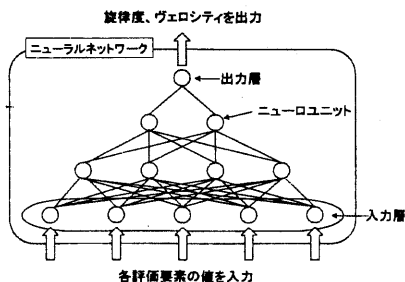 旋律度、ヴェロシティを出力
ニューラルネットワーク
出力層
ニューロユニット
入力層
各評価要素の値を入力